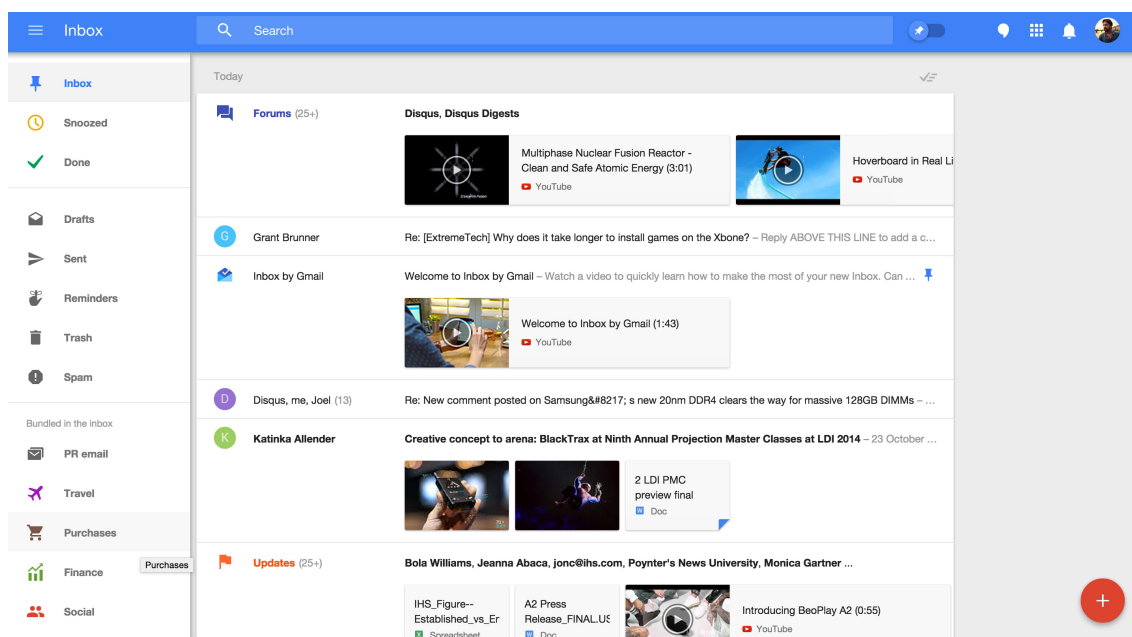 Inbox
Search
Inbox
Snoozed
Done
Drafts
Sent
Reminders
Trash
Spam
Bundled in the inbox
PR email
Travel
Purchases
Purchases
Finance
Social
Today
Forums (25+)
Disqus, Disqus Digests
Multiphase Nuclear Fusion Reactor -
Clean and Safe Atomic Energy (3:01)
YouTube
Hoverboard in Real Li
YouTube
G
Grant Brunner
Re: [ExtremeTech] Why does it take longer to install games on the Xbone? – Reply ABOVE THIS LINE to add a c...
Inbox by Gmail
Welcome to Inbox by Gmail – Watch a video to quickly learn how to make the most of your new Inbox. Can ...
Welcome to Inbox by Gmail (1:43)
YouTube
D
Disqus, me, Joel (13)
Re: New comment posted on Samsung&#8217; s new 20nm DDR4 clears the way for massive 128GB DIMMs – ...
K
Katinka Allender
Creative concept to arena: BlackTrax at Ninth Annual Projection Master Classes at LDI 2014 – 23 October ...
2 LDI PMC
preview final
W Doc
Updates (25+)
Bola Williams, Jeanna Abaca, jonc@ihs.com, Poynter's News University, Monica Gartner ...
IHS_Figure--
Established_vs_Er
Spreadsheet
A2 Press
Release_FINAL.US
W Doc
Introducing BeoPlay A2 (0:55)
YouTube
+